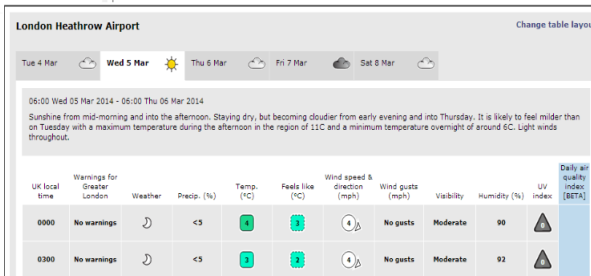 London Heathrow Airport
Change table layou
Tue 4 Mar Wed 5 Mar Thu 6 Mar Fri 7 Mar Sat 8 Mar
06:00 Wed 05 Mar 2014 - 06:00 Thu 06 Mar 2014
Sunshine from mid-morning and into the afternoon. Staying dry, but becoming cloudier from early evening and into Thursday. It is likely to feel milder than
on Tuesday with a maximum temperature during the afternoon in the region of 11C and a minimum temperature overnight of around 6C. Light winds
throughout.
UK local time Warnings for Greater London Weather Precip. (%) Temp. (°C) Feels like (°C) Wind speed & direction (mph) Wind gusts (mph) Visibility Humidity (%) UV index Daily air quality index [BETA]
0000 No warnings <5 4 3 4 No gusts Moderate 90 0
0300 No warnings <5 3 2 4 No gusts Moderate 92 0